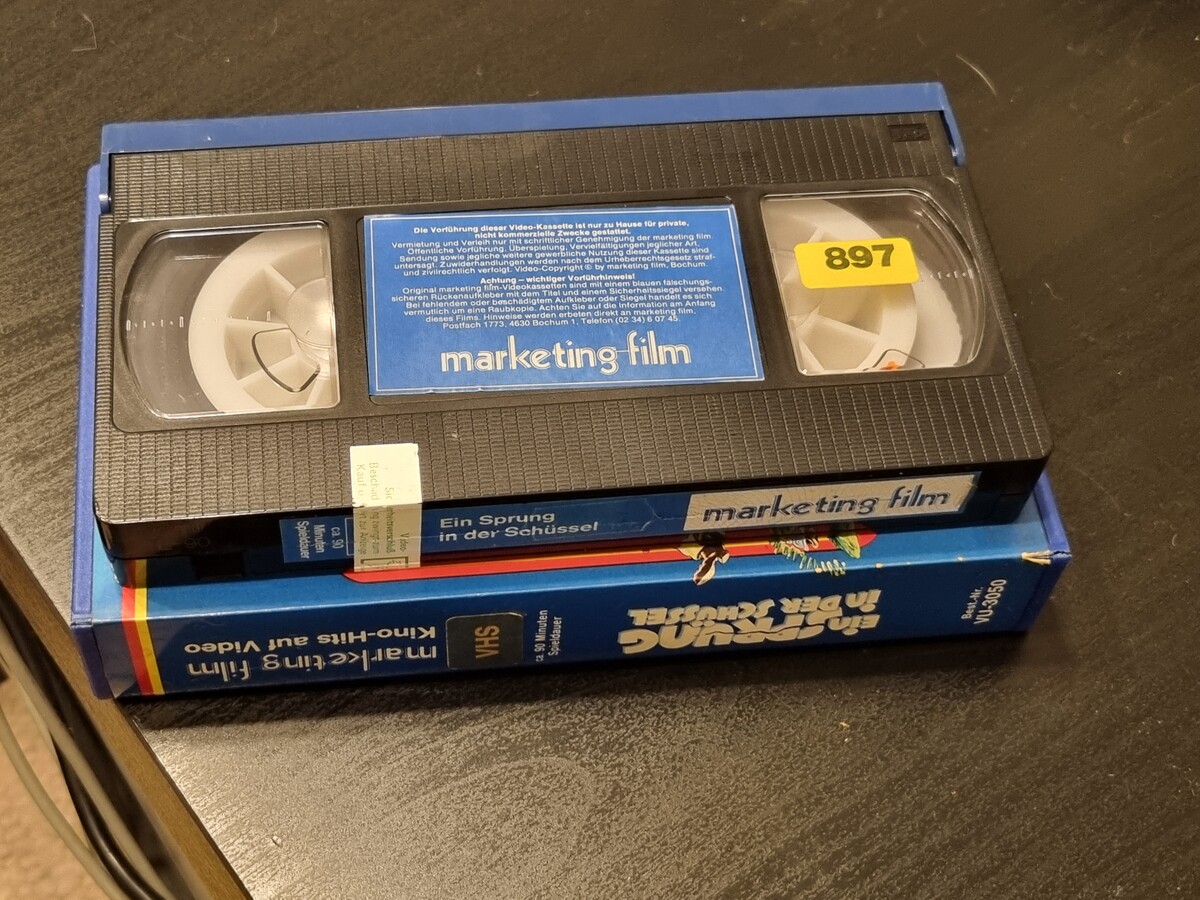 Die Vorführung dieser Video-Kassette ist nur zu Hause für private,
nicht kommerzielle Zwecke gestattet.
Vermietung und Verleih nur mit schriftlicher Genehmigung der marketing film.
Öffentliche Vorführung, Überspielung, Vervielfältigungen jeglicher Art,
Sendung sowie jegliche weitere gewerbliche Nutzung dieser Kassette sind
untersagt. Zuwiderhandlungen werden nach dem Urheberrechtsgesetz straf-
und zivilrechtlich verfolgt. Video-Copyright © by marketing film, Bochum.
Achtung – wichtiger Vorführhinweis!
Original marketing film-Videokassetten sind mit einem blauen fälschungs-
sicheren Rückenaufkleber mit dem Titel und einem Sicherheitssiegel versehen.
Bei fehlendem oder beschädigtem Aufkleber oder Siegel handelt es sich
vermutlich um eine Raubkopie. Achten Sie auf die Information am Anfang
dieses Films. Hinweise werden erbeten direkt an marketing film,
Postfach 1773, 4630 Bochum 1, Telefon (02 34) 6 07 45.
marketing film
897
ca. 90
Minuten
Spieldauer
Ein Sprung
in der Schüssel
marketing film
marketing film
Kino-Hits auf Video
VHS
ca. 90 Minuten
Spieldauer
Ein SPRUNG
in DER SCHÜSSEL
Best.-Nr.
VU-3050